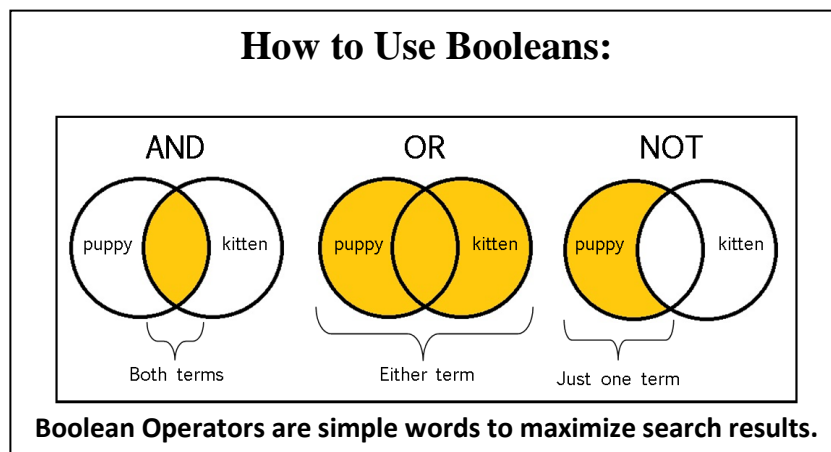 How to Use Booleans:
AND OR NOT
puppy kitten puppy kitten puppy kitten
Both terms Either term Just one term
Boolean Operators are simple words to maximize search results.